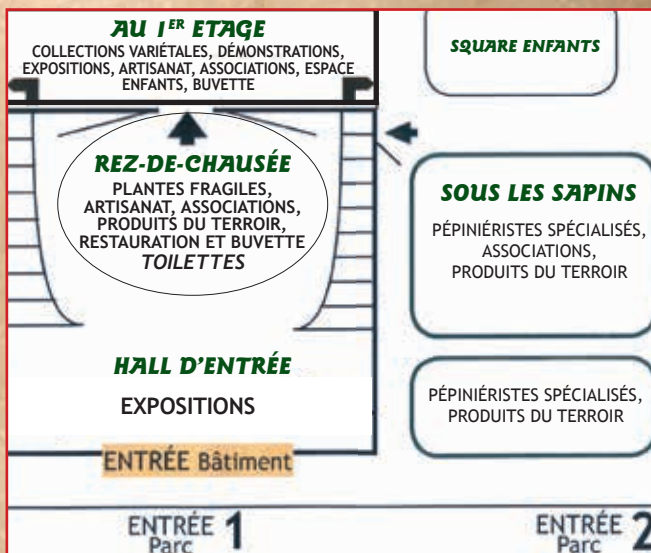 AU 1ER ETAGE
COLLECTIONS VARIÉTALES, DÉMONSTRATIONS,
EXPOSITIONS, ARTISANAT, ASSOCIATIONS, ESPACE
ENFANTS, BUVETTE
SQUARE ENFANTS
REZ-DE-CHAUSÉE
PLANTES FRAGILES,
ARTISANAT, ASSOCIATIONS,
PRODUITS DU TERROIR,
RESTAURATION ET BUVETTE
TOILETTES
SOUS LES SAPINS
PÉPINIÉRISTES SPÉCIALISÉS,
ASSOCIATIONS,
PRODUITS DU TERROIR
HALL D'ENTRÉE
EXPOSITIONS
PÉPINIÉRISTES SPÉCIALISÉS,
PRODUITS DU TERROIR
ENTRÉE Bâtiment
ENTRÉE 1
Parc
ENTRÉE 2
Parc